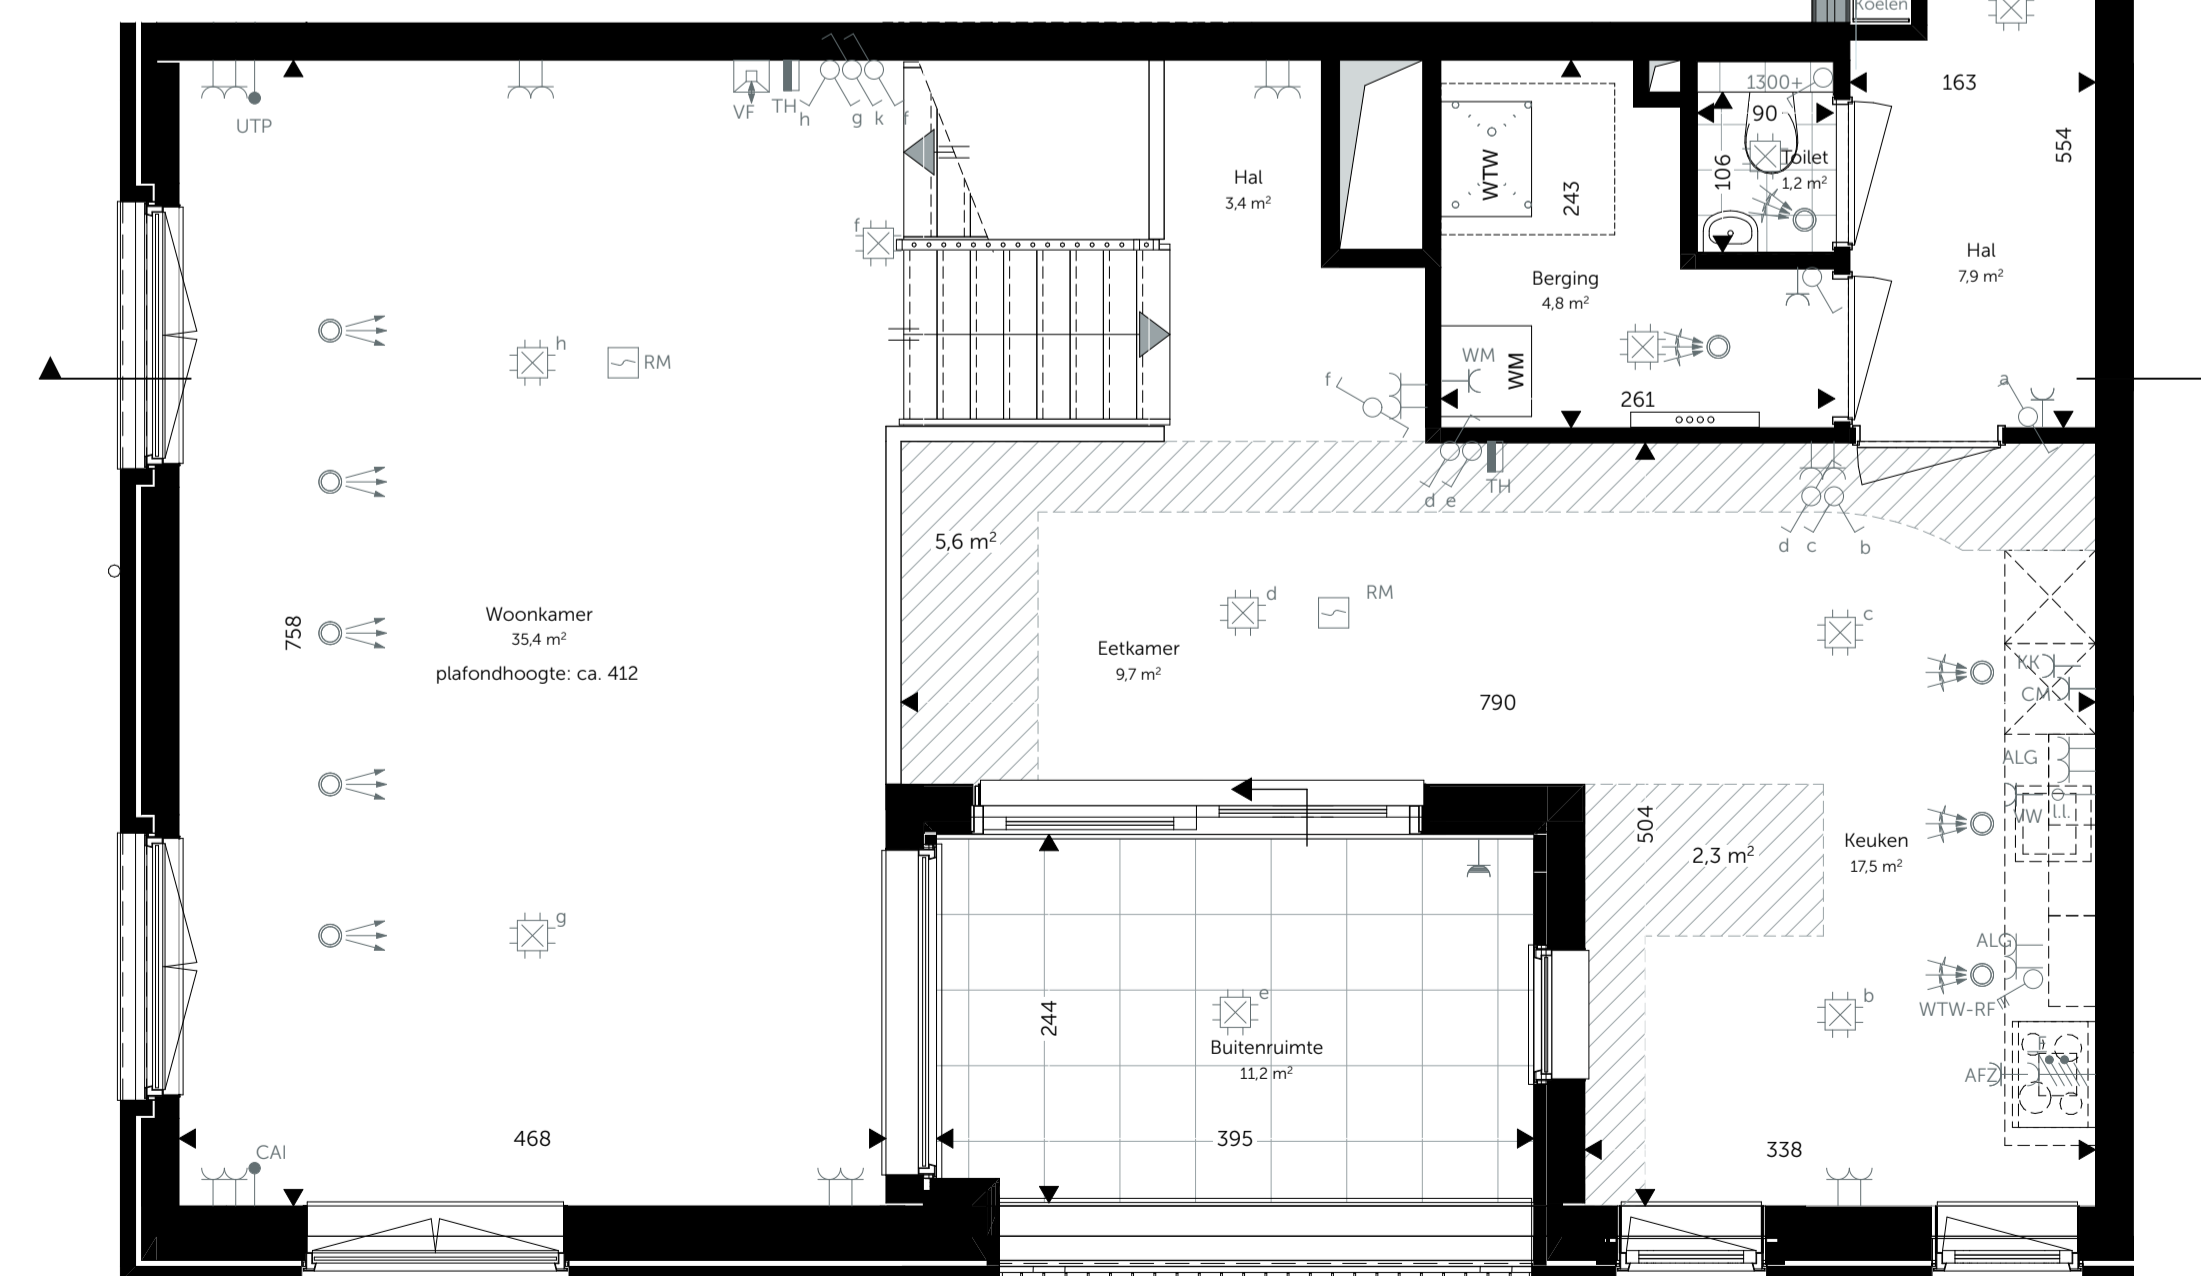 Koelen
1300+
163
90
UTP
VF
TH
h
g
k
f
Hal
3,4 m²
WTW
243
106
Toilet
1,2 m²
554
f
Hal
7,9 m²
Berging
4,8 m²
h
RM
WM
WM
f
261
a
d
e
TH
d
c
b
5,6 m²
Woonkamer
35,4 m²
plafondhoogte: ca. 412
758
d
RM
c
Eetkamer
9,7 m²
790
KK
CM
ALG
VW
l.l.
504
2,3 m²
Keuken
17,5 m²
g
ALG
e
b
WTW-RF
244
Buitenruimte
11,2 m²
AFZ
468
395
338
CAI